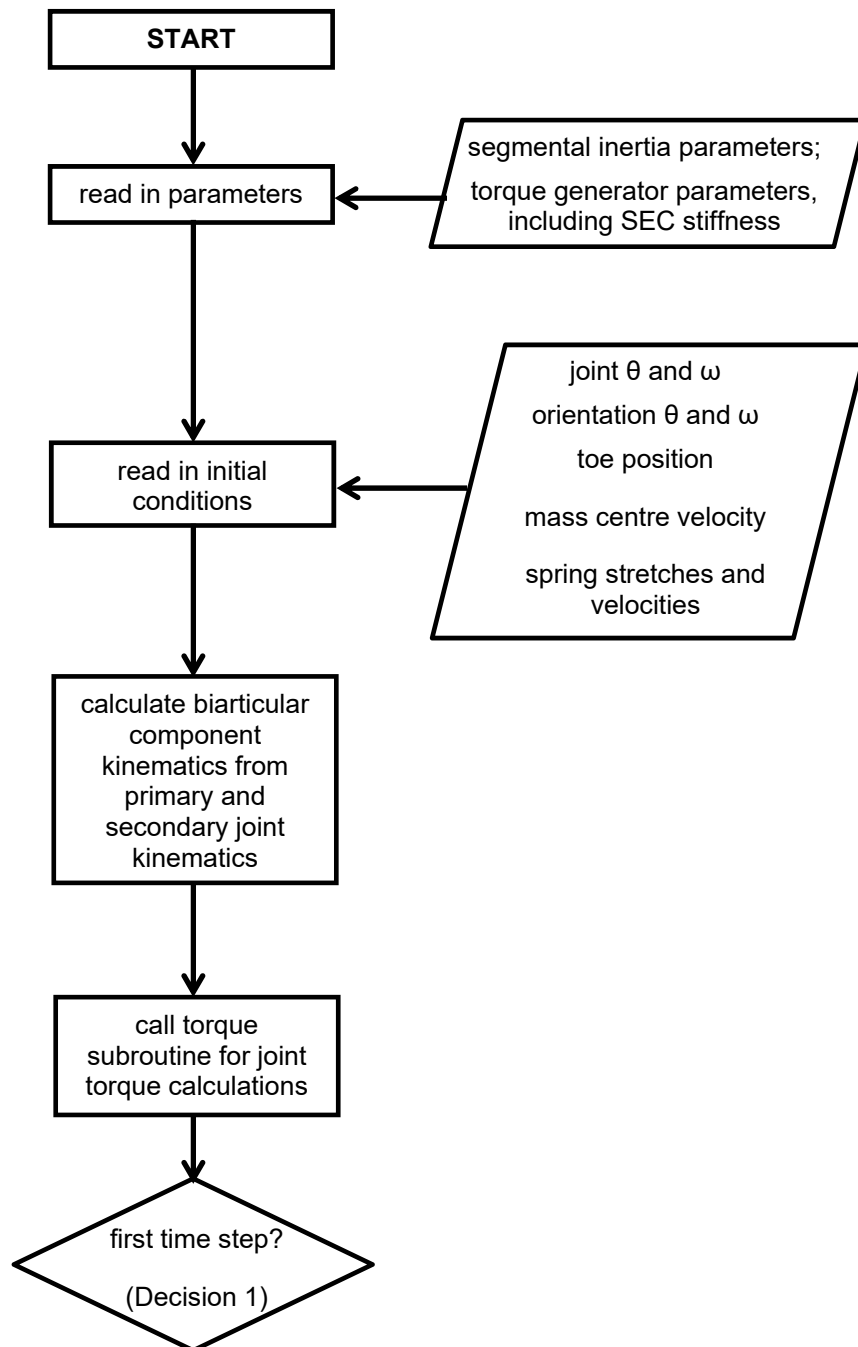 START
read in parameters
segmental inertia parameters;
torque generator parameters,
including SEC stiffness
joint θ and ω
orientation θ and ω
toe position
mass centre velocity
spring stretches and
velocities
read in initial
conditions
calculate biarticular
component
kinematics from
primary and
secondary joint
kinematics
call torque
subroutine for joint
torque calculations
first time step?
(Decision 1)